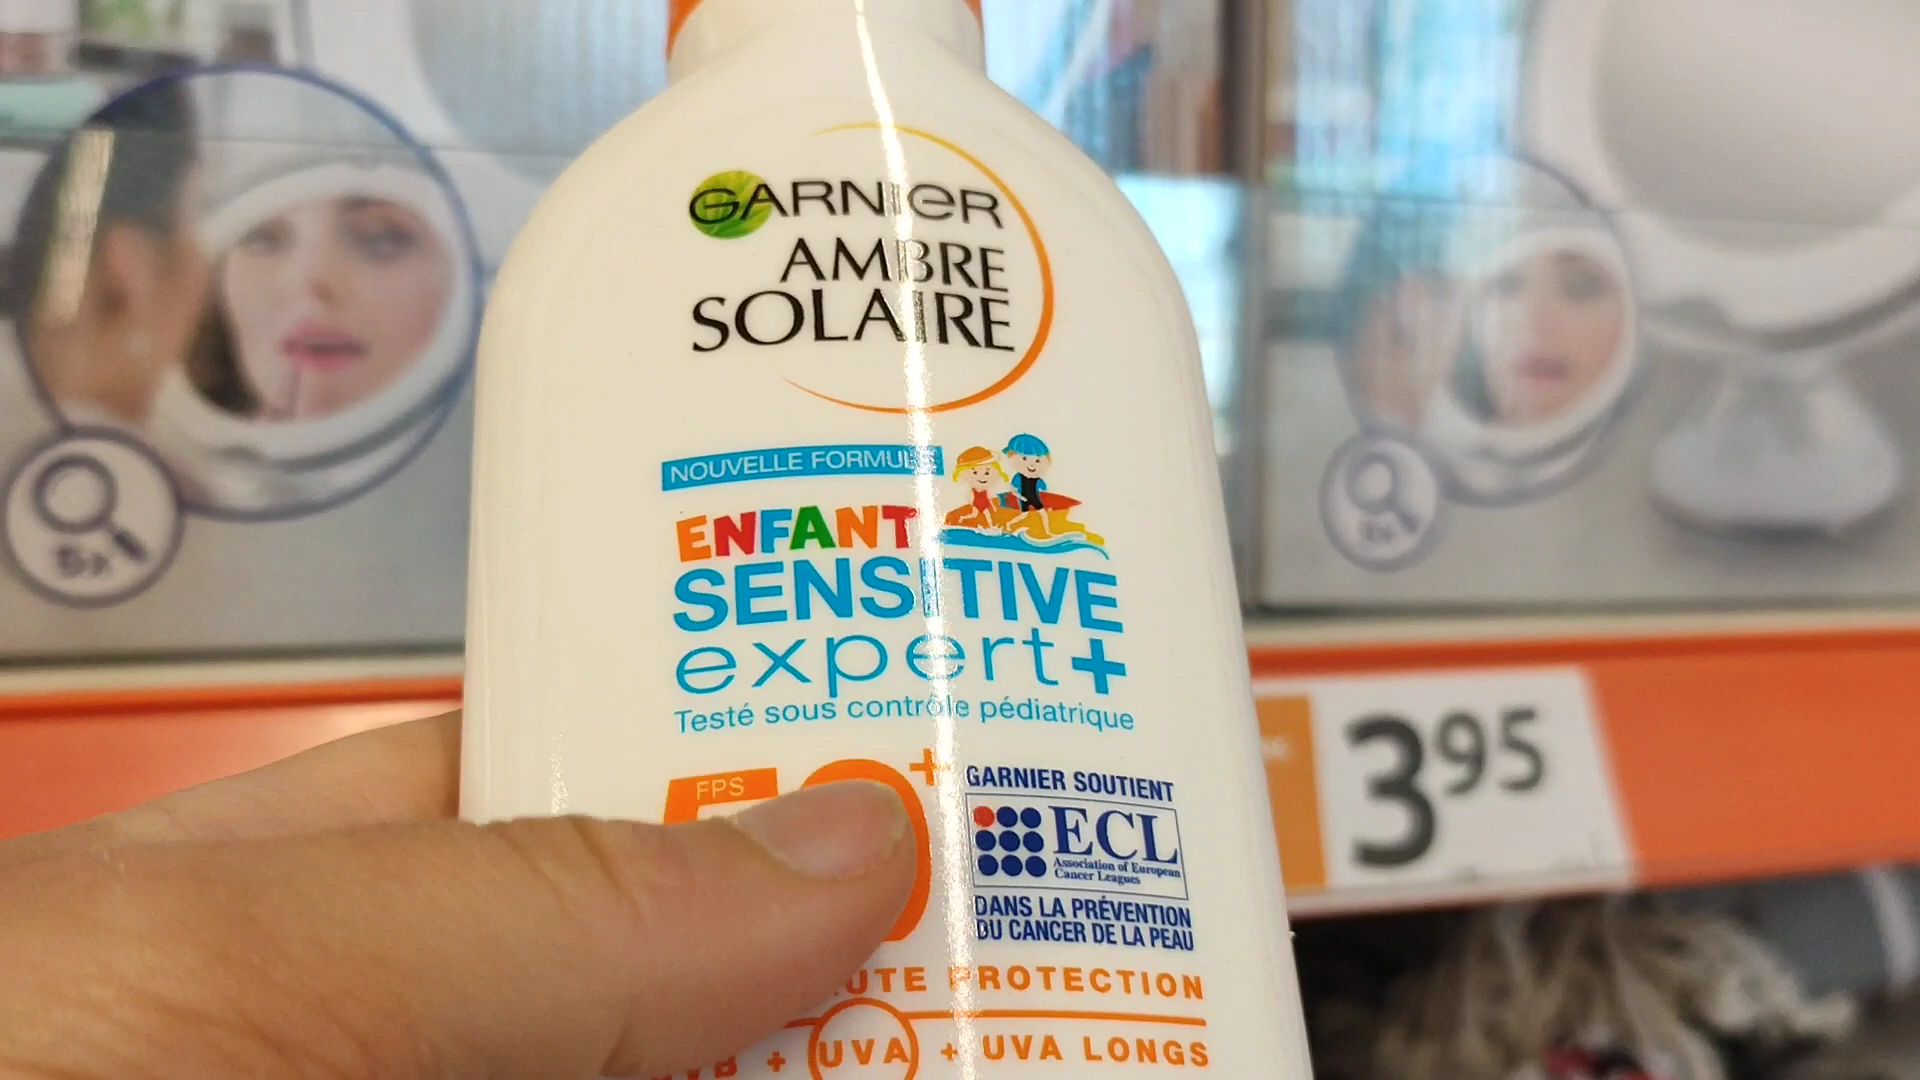 GARNIER
AMBRE
SOLAIRE
NOUVELLE FORMULE
ENFANT
SENSITIVE
expert+
Testé sous contrôle pédiatrique
FPS
GARNIER SOUTIENT
ECL
Association of European
Cancer Leagues
DANS LA PRÉVENTION
DU CANCER DE LA PEAU
PROTECTION
+ UVA + UVA LONGS
3.95